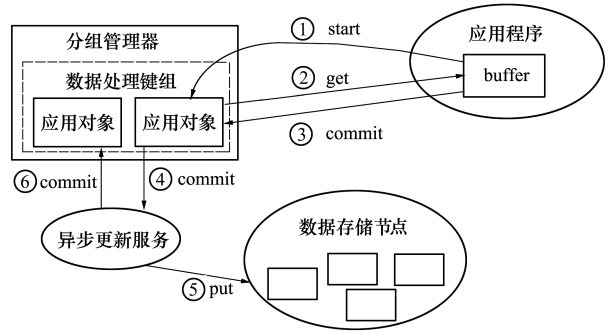 ① start
应用程序
分组管理器
数据处理键组
② get
buffer
应用对象
应用对象
③ commit
⑥ commit
④ commit
异步更新服务
数据存储节点
⑤ put